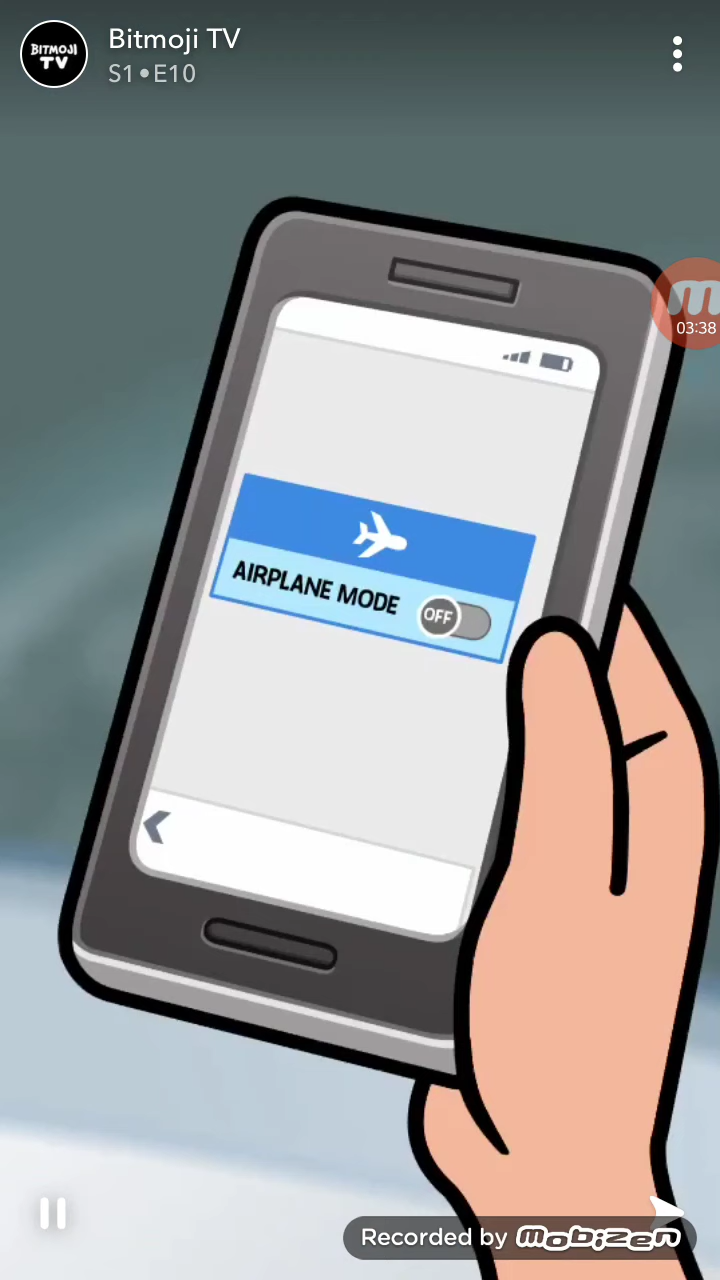 BITMOJI
TV
Bitmoji TV
S1•E10
03:38
AIRPLANE MODE
OFF
Recorded by mobizen